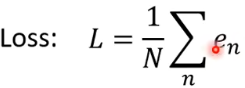 Loss: L = 1/N ∑_n e_n